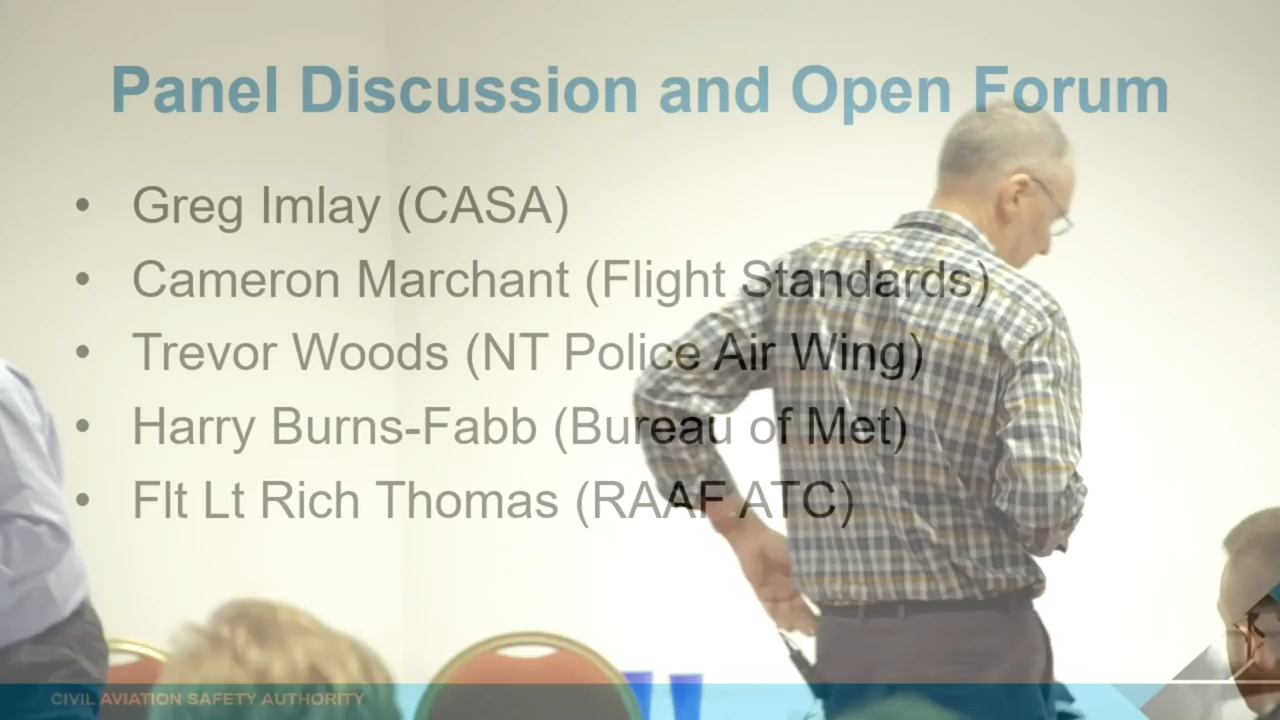 Panel Discussion and Open Forum
• Greg Imlay (CASA)
• Cameron Marchant (Flight Standards)
• Trevor Woods (NT Police Air Wing)
• Harry Burns-Fabb (Bureau of Met)
• Flt Lt Rich Thomas (RAAF ATC)
CIVIL AVIATION SAFETY AUTHORITY